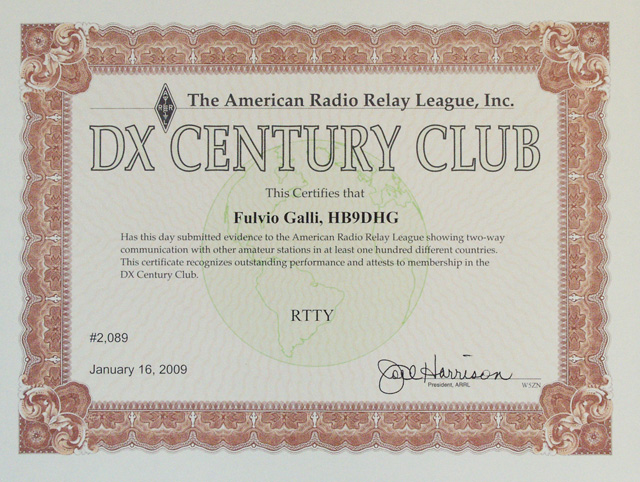 The American Radio Relay League, Inc.
DX CENTURY CLUB
This Certifies that
Fulvio Galli, HB9DHG
Has this day submitted evidence to the American Radio Relay League showing two-way
communication with other amateur stations in at least one hundred different countries.
This certificate recognizes outstanding performance and attests to membership in the
DX Century Club.
RTTY
#2,089
January 16, 2009
Joel Harrison
President, ARRL W5ZN